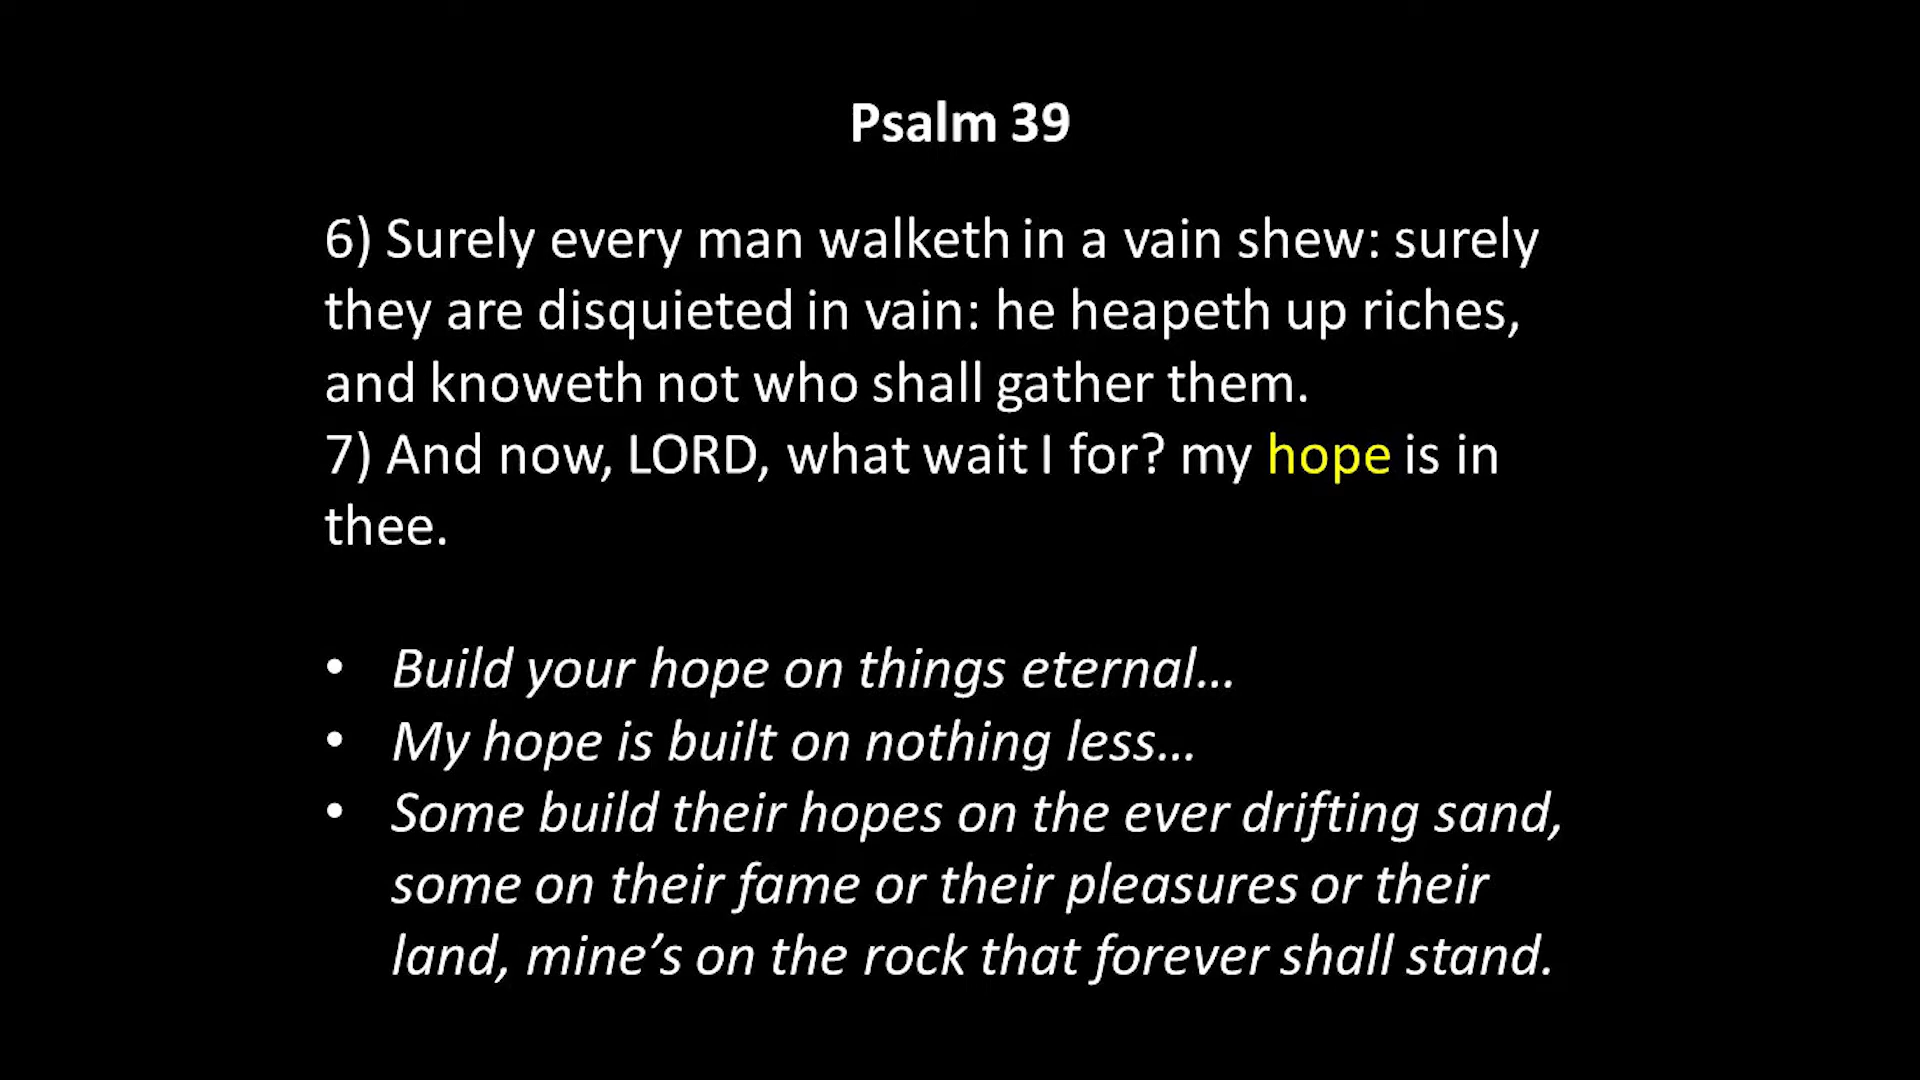 Psalm 39
6) Surely every man walketh in a vain shew: surely
they are disquieted in vain: he heapeth up riches,
and knoweth not who shall gather them.
7) And now, LORD, what wait I for? my hope is in
thee.
• Build your hope on things eternal…
• My hope is built on nothing less…
• Some build their hopes on the ever drifting sand,
some on their fame or their pleasures or their
land, mine’s on the rock that forever shall stand.